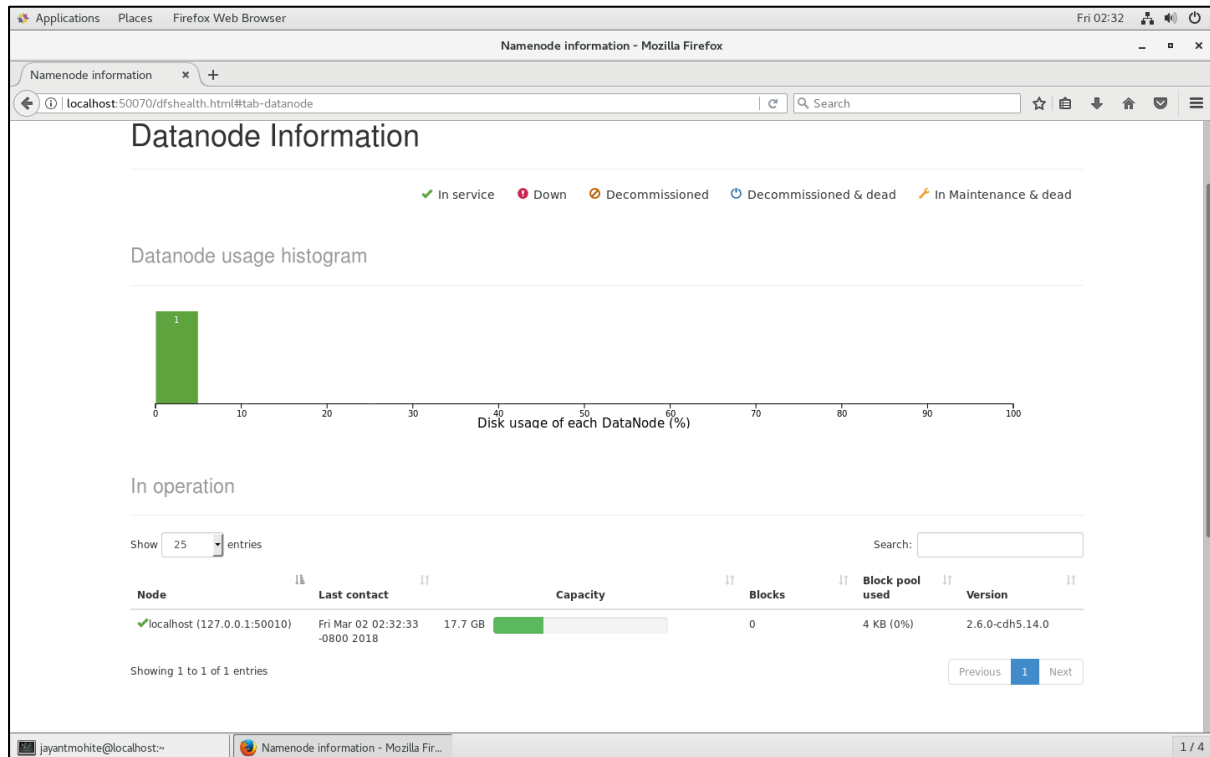 Applications Places Firefox Web Browser Fri 02:32
Namenode information - Mozilla Firefox
Namenode information
localhost:50070/dfshealth.html#tab-datanode Search
Datanode Information
In service Down Decommissioned Decommissioned & dead In Maintenance & dead
Datanode usage histogram
1
0 10 20 30 40 50 60 70 80 90 100
Disk usage of each DataNode (%)
In operation
Show 25 entries Search:
Node Last contact Capacity Blocks Block pool used Version
localhost (127.0.0.1:50010) Fri Mar 02 02:32:33 -0800 2018 17.7 GB 0 4 KB (0%) 2.6.0-cdh5.14.0
Showing 1 to 1 of 1 entries Previous 1 Next
jayantmohite@localhost:~ Namenode information - Mozilla Fir... 1 / 4